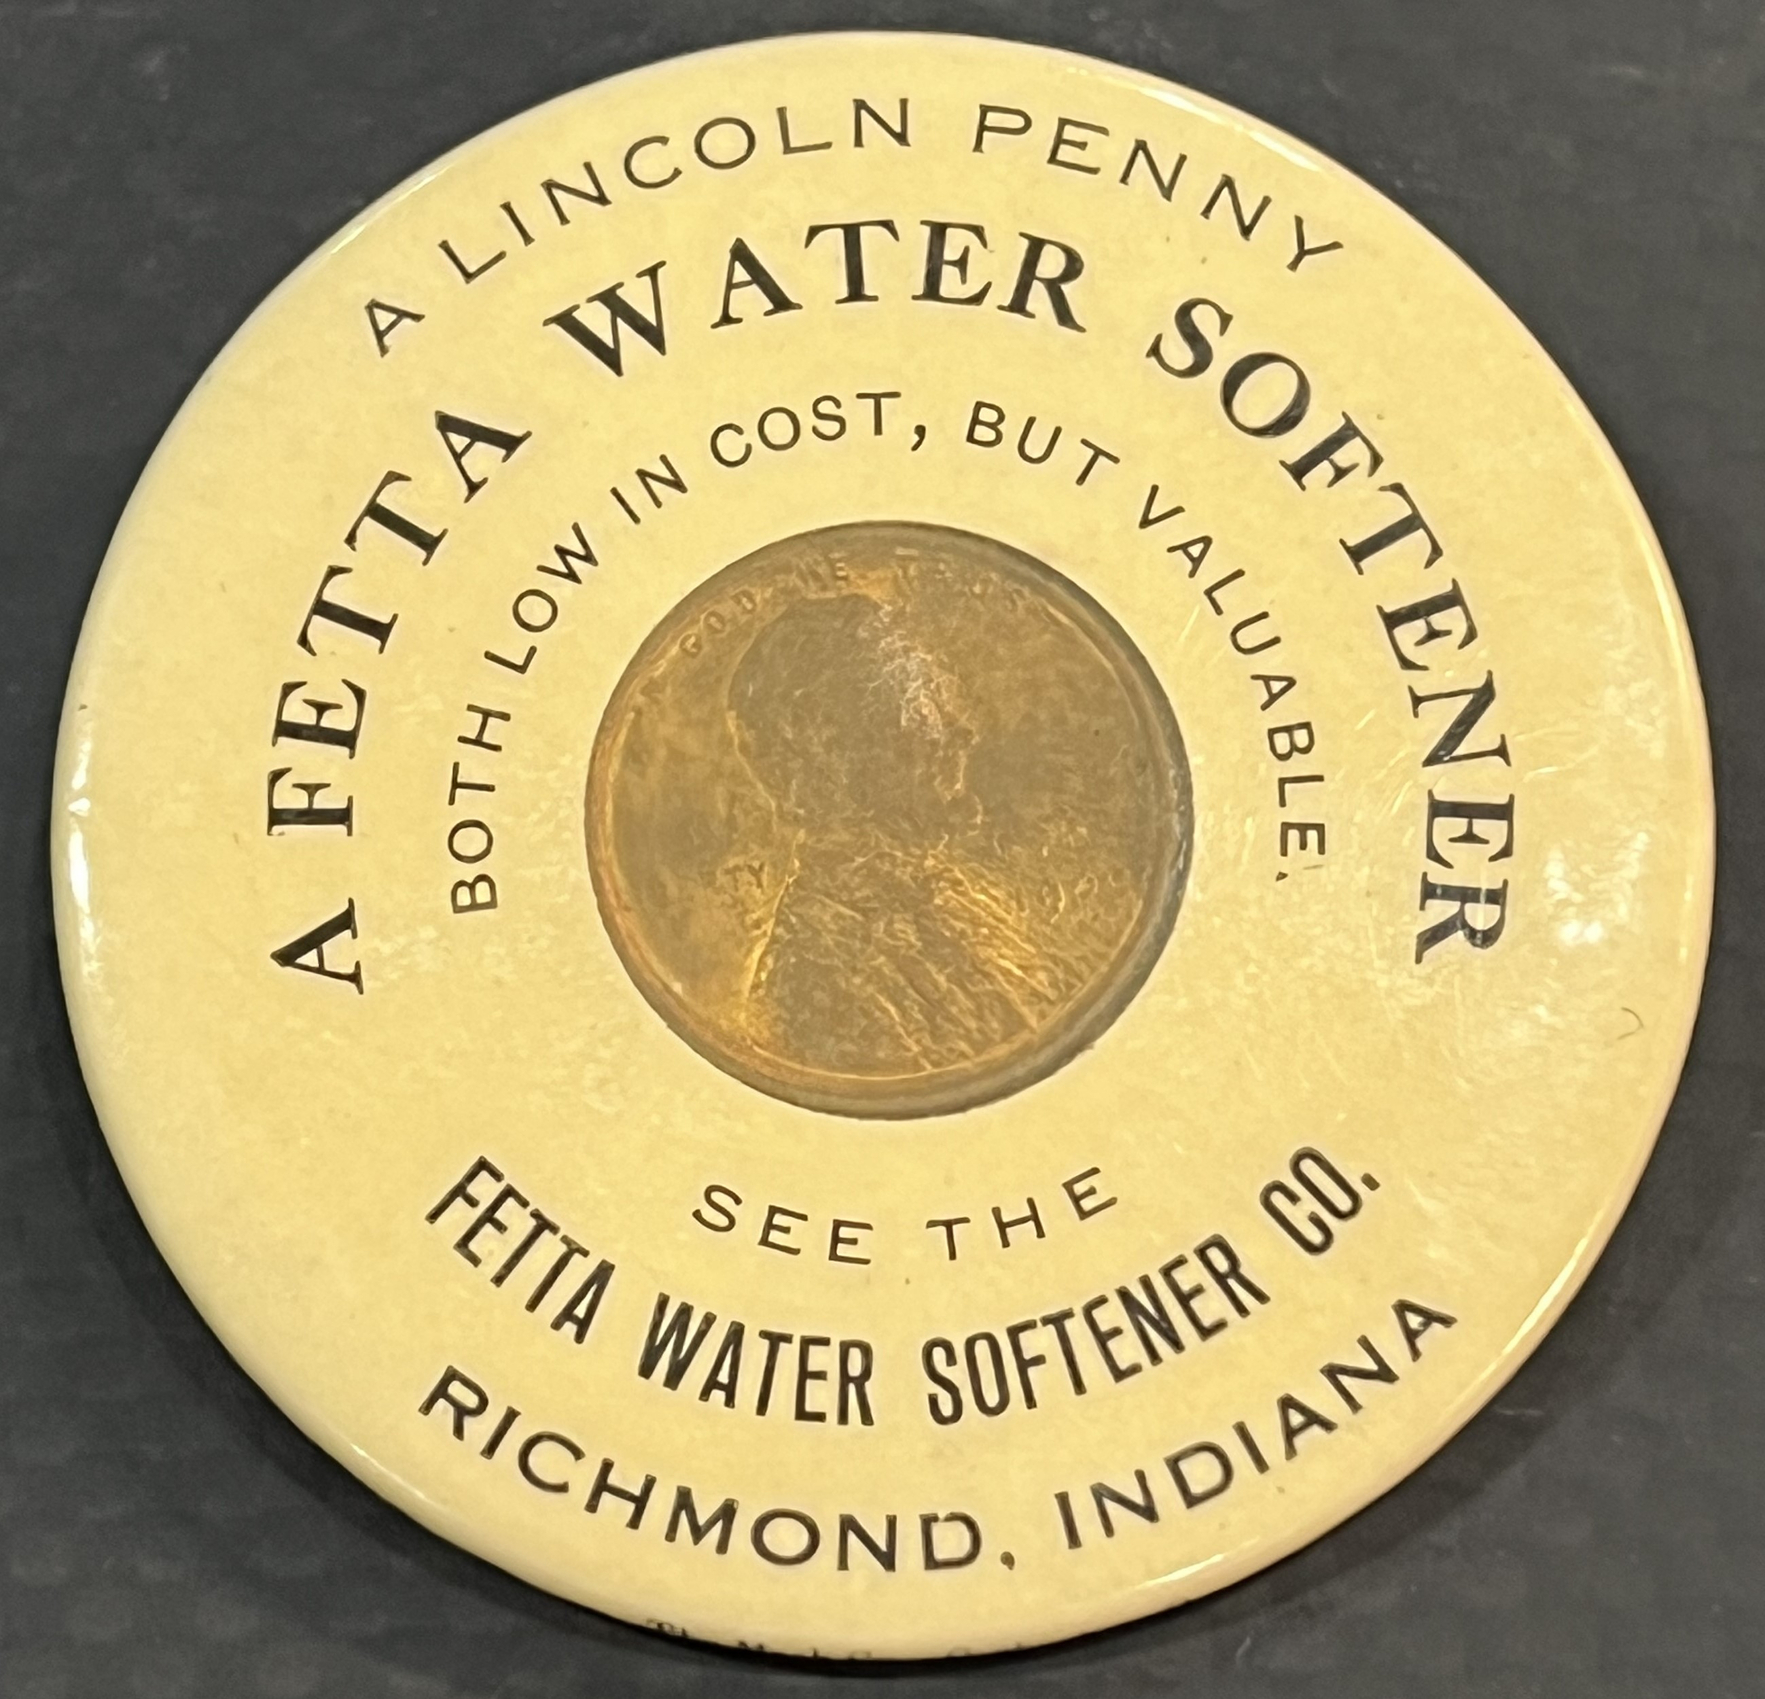 A LINCOLN PENNY
A FETTA WATER SOFTENER
BOTH LOW IN COST, BUT VALUABLE.
SEE THE
FETTA WATER SOFTENER CO.
RICHMOND, INDIANA